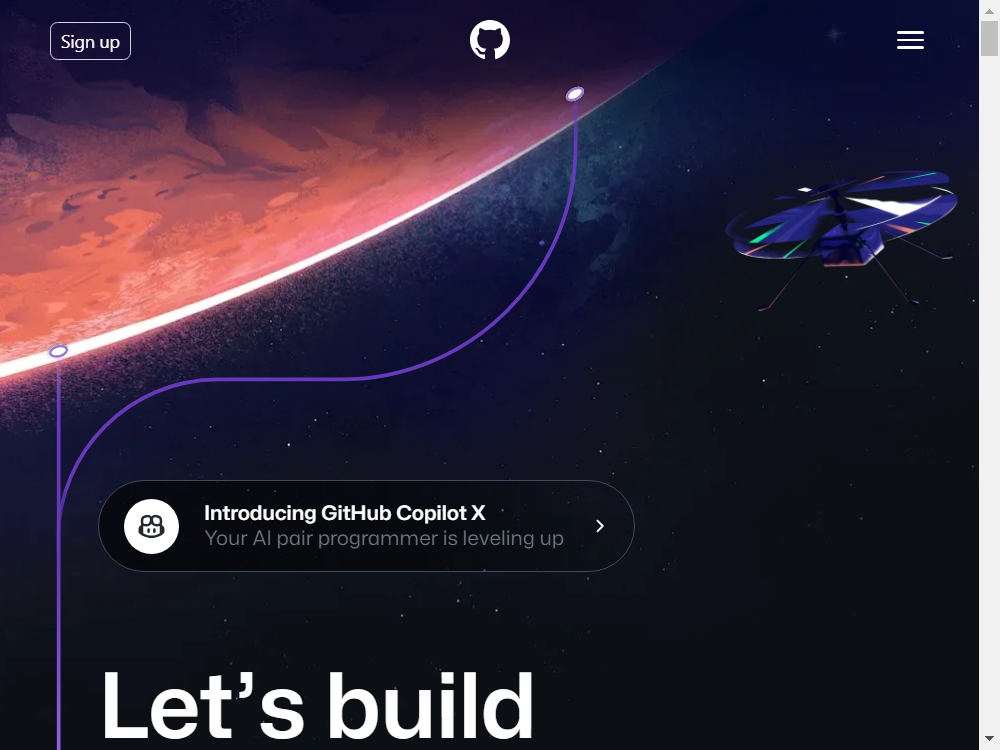 Sign up
Introducing GitHub Copilot X
Your AI pair programmer is leveling up
Let’s build